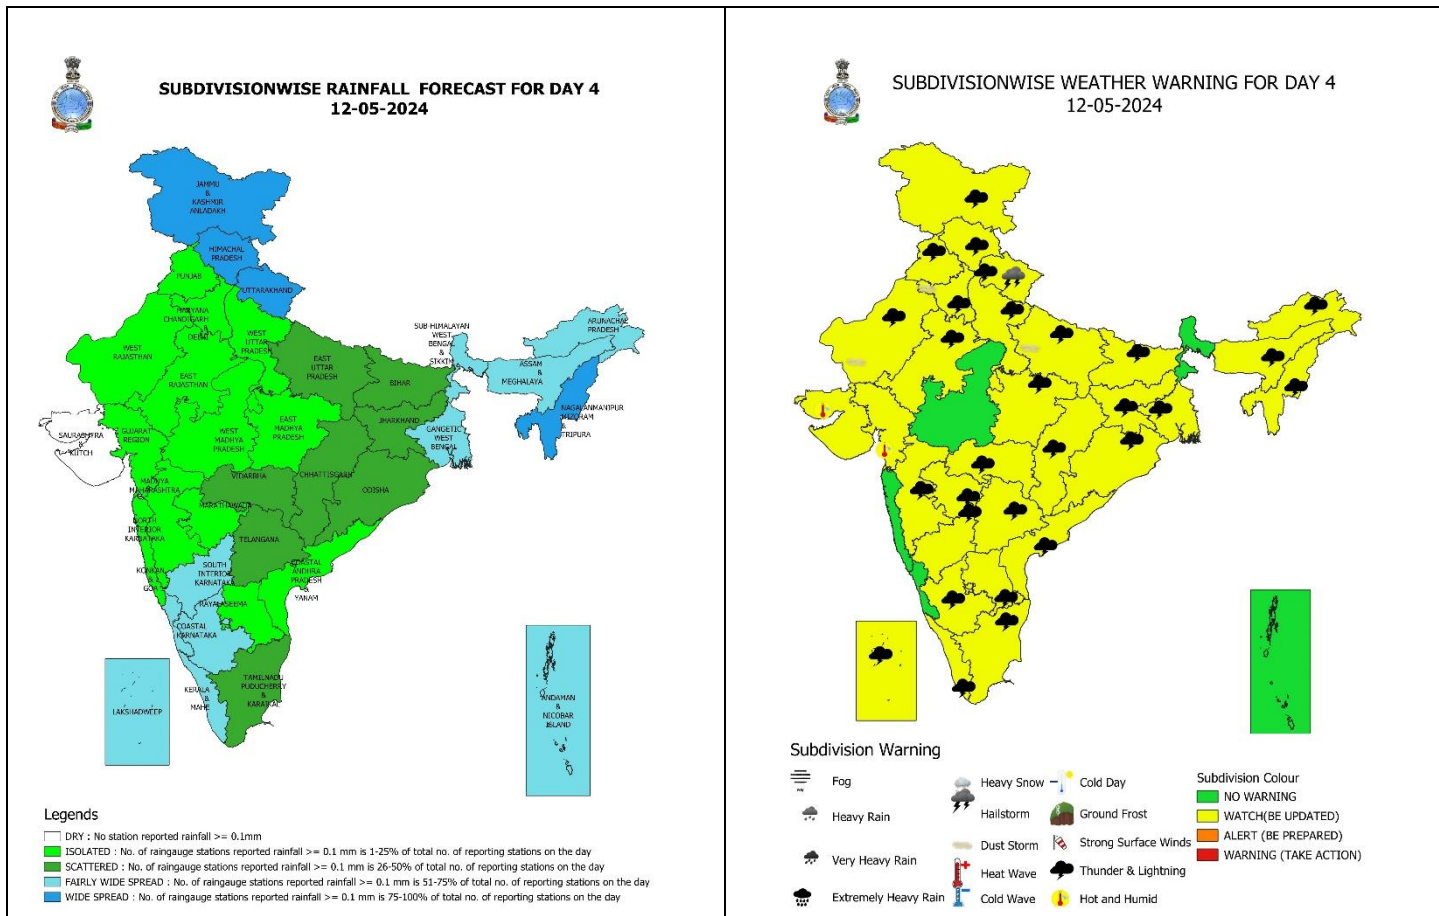 SUBDIVISIONWISE RAINFALL FORECAST FOR DAY 4
12-05-2024
JAMMU
&
KASHMIR
ANLADAKH
HIMACHAL
PRADESH
UTTARAKHAND
PUNJAB
HARYANA
CHANDIGARH
&
DELHI
WEST
UTTAR
PRADESH
WEST
RAJASTHAN
EAST
RAJASTHAN
EAST
UTTAR
PRADESH
BIHAR
SUB-HIMALAYAN
WEST
BENGAL
&
SIKKIM
ARUNACHAL
PRADESH
ASSAM
&
MEGHALAYA
NAGALANMANIPUR
MIZORAM
&
TRIPURA
JHARKHAND
GANGETIC
WEST
BENGAL
SAURASHTRA
&
KUTCH
GUJARAT
REGION
WEST
MADHYA
PRADESH
EAST
MADHYA
PRADESH
VIDARBHA
CHHATTISGARH
ODISHA
MADHYA
MAHARASHTRA
MARATHAWADA
NORTH
INTERIOR
KARNATAKA
TELANGANA
KONKAN
&
GOA
SOUTH
INTERIOR
KARNATAKA
COASTAL
ANDHRA
PRADESH
&
YANAM
RAYALASEEMA
COASTAL
KARNATAKA
TAMILNADU
PUDUCHERRY
&
KARAIKAL
KERALA
&
MAHE
LAKSHADWEEP
ANDAMAN
&
NICOBAR
ISLAND
Legends
DRY : No station reported rainfall >= 0.1mm
ISOLATED : No. of raingauge stations reported rainfall >= 0.1 mm is 1-25% of total no. of reporting stations on the day
SCATTERED : No. of raingauge stations reported rainfall >= 0.1 mm is 26-50% of total no. of reporting stations on the day
FAIRLY WIDE SPREAD : No. of raingauge stations reported rainfall >= 0.1 mm is 51-75% of total no. of reporting stations on the day
WIDE SPREAD : No. of raingauge stations reported rainfall >= 0.1 mm is 75-100% of total no. of reporting stations on the day
SUBDIVISIONWISE WEATHER WARNING FOR DAY 4
12-05-2024
Subdivision Warning
Fog
Heavy Rain
Very Heavy Rain
Extremely Heavy Rain
Heavy Snow
Hailstorm
Dust Storm
Heat Wave
Cold Wave
Cold Day
Ground Frost
Strong Surface Winds
Thunder & Lightning
Hot and Humid
Subdivision Colour
NO WARNING
WATCH(BE UPDATED)
ALERT (BE PREPARED)
WARNING (TAKE ACTION)